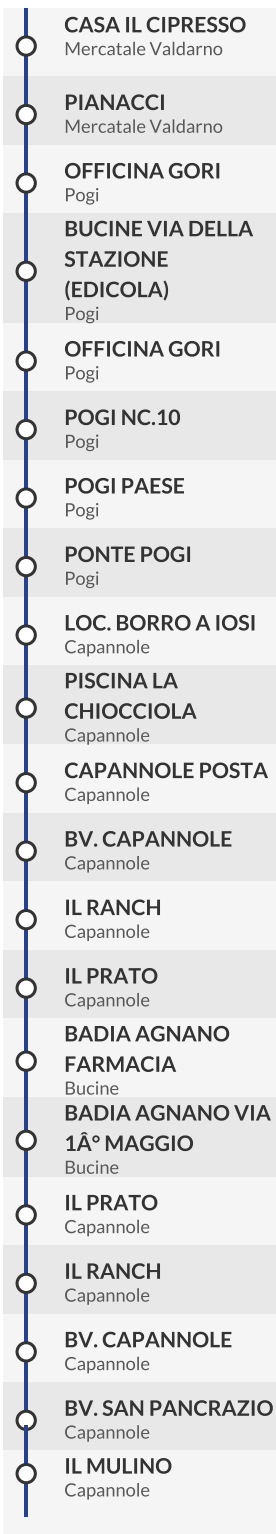 CASA IL CIPRESSO
Mercatale Valdarno
PIANACCI
Mercatale Valdarno
OFFICINA GORI
Pogi
BUCINE VIA DELLA
STAZIONE
(EDICOLA)
Pogi
OFFICINA GORI
Pogi
POGI NC.10
Pogi
POGI PAESE
Pogi
PONTE POGI
Pogi
LOC. BORRO A IOSI
Capannole
PISCINA LA
CHIOCCIOLA
Capannole
CAPANNOLE POSTA
Capannole
BV. CAPANNOLE
Capannole
IL RANCH
Capannole
IL PRATO
Capannole
BADIA AGNANO
FARMACIA
Bucine
BADIA AGNANO VIA
1Â° MAGGIO
Bucine
IL PRATO
Capannole
IL RANCH
Capannole
BV. CAPANNOLE
Capannole
BV. SAN PANCRAZIO
Capannole
IL MULINO
Capannole